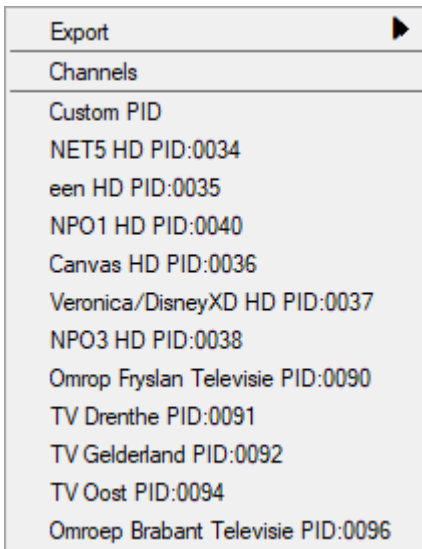 Export
Channels
Custom PID
NET5 HD PID:0034
een HD PID:0035
NPO1 HD PID:0040
Canvas HD PID:0036
Veronica/DisneyXD HD PID:0037
NPO3 HD PID:0038
Omrop Fryslan Televisie PID:0090
TV Drenthe PID:0091
TV Gelderland PID:0092
TV Oost PID:0094
Omroep Brabant Televisie PID:0096